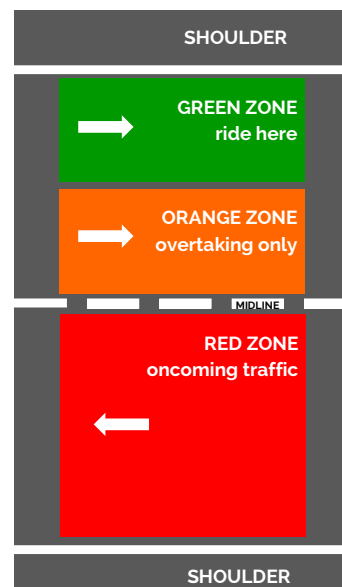 SHOULDER
GREEN ZONE
ride here
ORANGE ZONE
overtaking only
MIDLINE
RED ZONE
oncoming traffic
SHOULDER